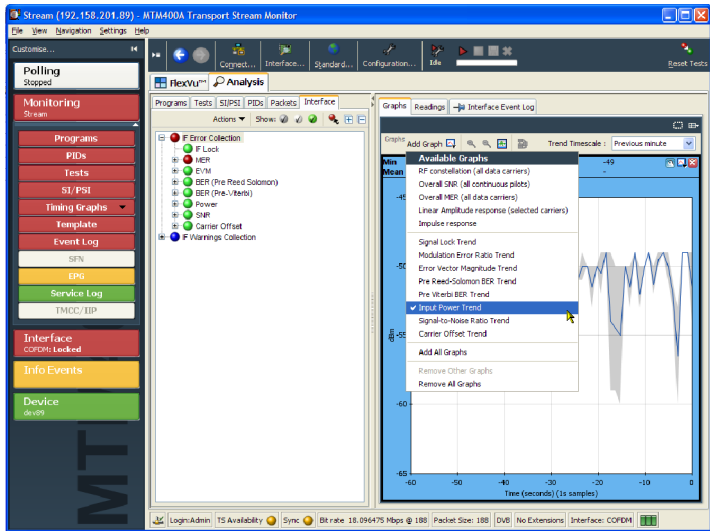 Stream (192.158.201.89) - MTM400A Transport Stream Monitor
File View Navigation Settings Help
Customise...
Polling
Stopped
Monitoring
Stream
Programs
PIDs
Tests
SI/PSI
Timing Graphs
Template
Event Log
SFN
EPG
Service Log
TMCC/IIP
Interface
COFDM: Locked
Info Events
Device
dev89
MTM
Connect... Interface... Standard... Configuration... Idle Reset Tests
FlexVu™ Analysis
Programs Tests SI/PSI PIDs Packets Interface
Actions Show:
IF Error Collection
IF Lock
MER
EVM
BER (Pre Reed Solomon)
BER (Pre-Viterbi)
Power
SNR
Carrier Offset
IF Warnings Collection
Graphs Readings Interface Event Log
Graphs Add Graph Trend Timescale : Previous minute
Min -49
Mean -
Available Graphs
RF constellation (all data carriers)
Overall SNR (all continuous pilots)
Overall MER (all data carriers)
Linear Amplitude response (selected carriers)
Impulse response
Signal Lock Trend
Modulation Error Ratio Trend
Error Vector Magnitude Trend
Pre Reed-Solomon BER Trend
Pre Viterbi BER Trend
Input Power Trend
Signal-to-Noise Ratio Trend
Carrier Offset Trend
Add All Graphs
Remove Other Graphs
Remove All Graphs
-45
-50
-55
-60
-65
dBm
-60 -50 -40 -30 -20 -10 0
Time (seconds) (1s samples)
Login:Admin TS Availability Sync Bit rate 18.096475 Mbps @ 188 Packet Size: 188 DVB No Extensions Interface: COFDM